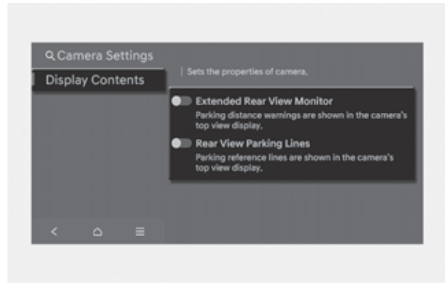 Camera Settings
Display Contents
Sets the properties of camera.
Extended Rear View Monitor
Parking distance warnings are shown in the camera's
top view display.
Rear View Parking Lines
Parking reference lines are shown in the camera's
top view display.